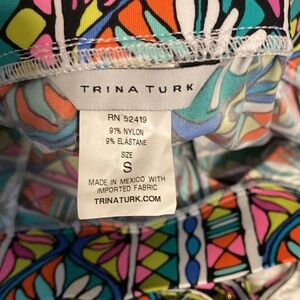 TRINA TURK
RN 52419
91% NYLON
9% ELASTANE
SIZE
S
MADE IN MEXICO WITH
IMPORTED FABRIC
TRINATURK.COM